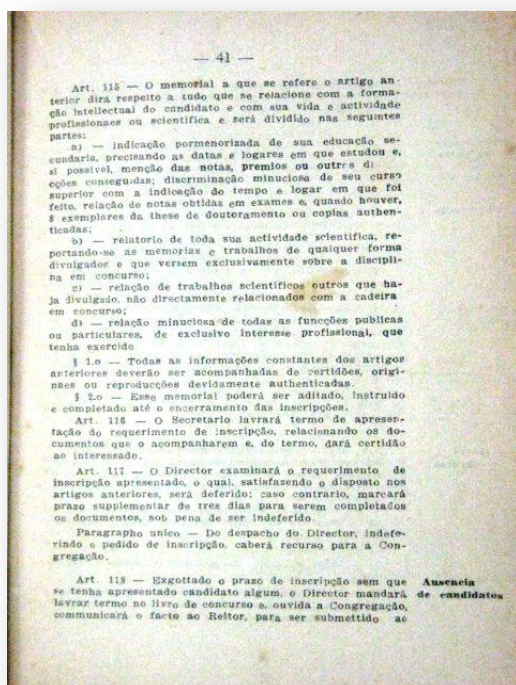 — 41 —
Art. 115 — O memorial a que se refere o artigo an-
terior dirá respeito a tudo que se relacione com a forma-
ção intellectual do candidato e com sua vida e actividade
profissionaes ou scientifica e será dividido nas seguintes
partes:
a) — indicação pormenorizada de sua educação se-
cundaria, precisando as datas e logares em que estudou e,
si possivel, menção das notas, premios ou outras
cções conseguidas; discriminação minuciosa de seu curso
superior com a indicação do tempo e logar em que foi
feito, relação de notas obtidas em exames e, quando houver,
8 exemplares da these de doutoramento ou copias authen-
ticadas;
b) — relatorio de toda sua actividade scientifica, re-
portando-se as memorias e trabalhos de qualquer forma
divulgados e que versem exclusivamente sobre a discipli-
na em concurso;
c) — relação de trabalhos scientificos outros que ha-
ja divulgado, não directamente relacionados com a cadeira
em concurso;
d) — relação minuciosa de todas as funcções publicas
ou particulares, de exclusivo interesse profissional, que
tenha exercido
§ 1.o — Todas as informações constantes dos artigos
anteriores deverão ser acompanhadas de certidões, origi-
naes ou reproducções devidamente authenticadas.
§ 2.o — Esse memorial poderá ser aditado, instruido
e completado até o encerramento das inscripções.
Art. 116 — O Secretario lavrará termo de apresen-
tação do requerimento de inscripção, relacionando os do-
cumentos que o acompanharem e, do termo, dará certidão
ao interessado.
Art. 117 — O Director examinará o requerimento de
inscripção apresentado, o qual, satisfazendo o disposto nos
artigos anteriores, será deferido; caso contrario, marcará
prazo supplementar de tres dias para serem completados
os documentos, sob pena de ser indeferido.
Paragrapho unico — Do despacho do Director, indefe-
rindo o pedido de inscripção, caberá recurso para a Con-
gregação.
Art. 118 — Exgottado o prazo de inscripção sem que
se tenha apresentado candidato algum, o Director mandará
lavrar termo no livro de concurso e, ouvida a Congregação,
communicará o facto ao Reitor, para ser submettido ao
Ausencia
de candidatos